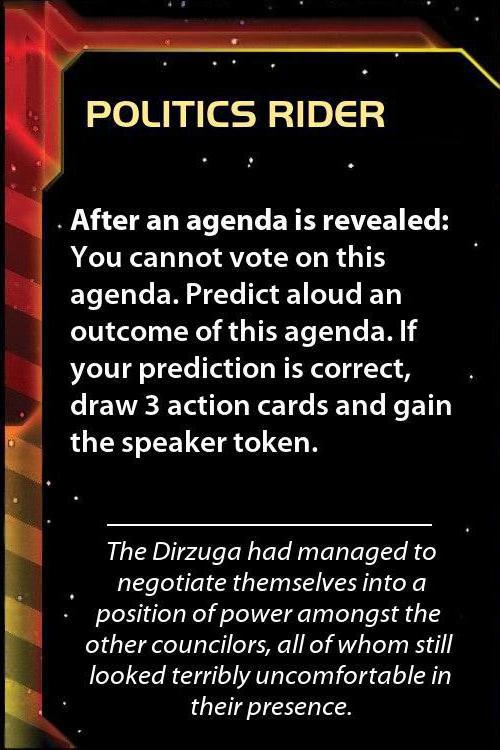 POLITICS RIDER
After an agenda is revealed:
You cannot vote on this
agenda. Predict aloud an
outcome of this agenda. If
your prediction is correct,
draw 3 action cards and gain
the speaker token.
The Dirzuga had managed to
negotiate themselves into a
position of power amongst the
other councilors, all of whom still
looked terribly uncomfortable in
their presence.